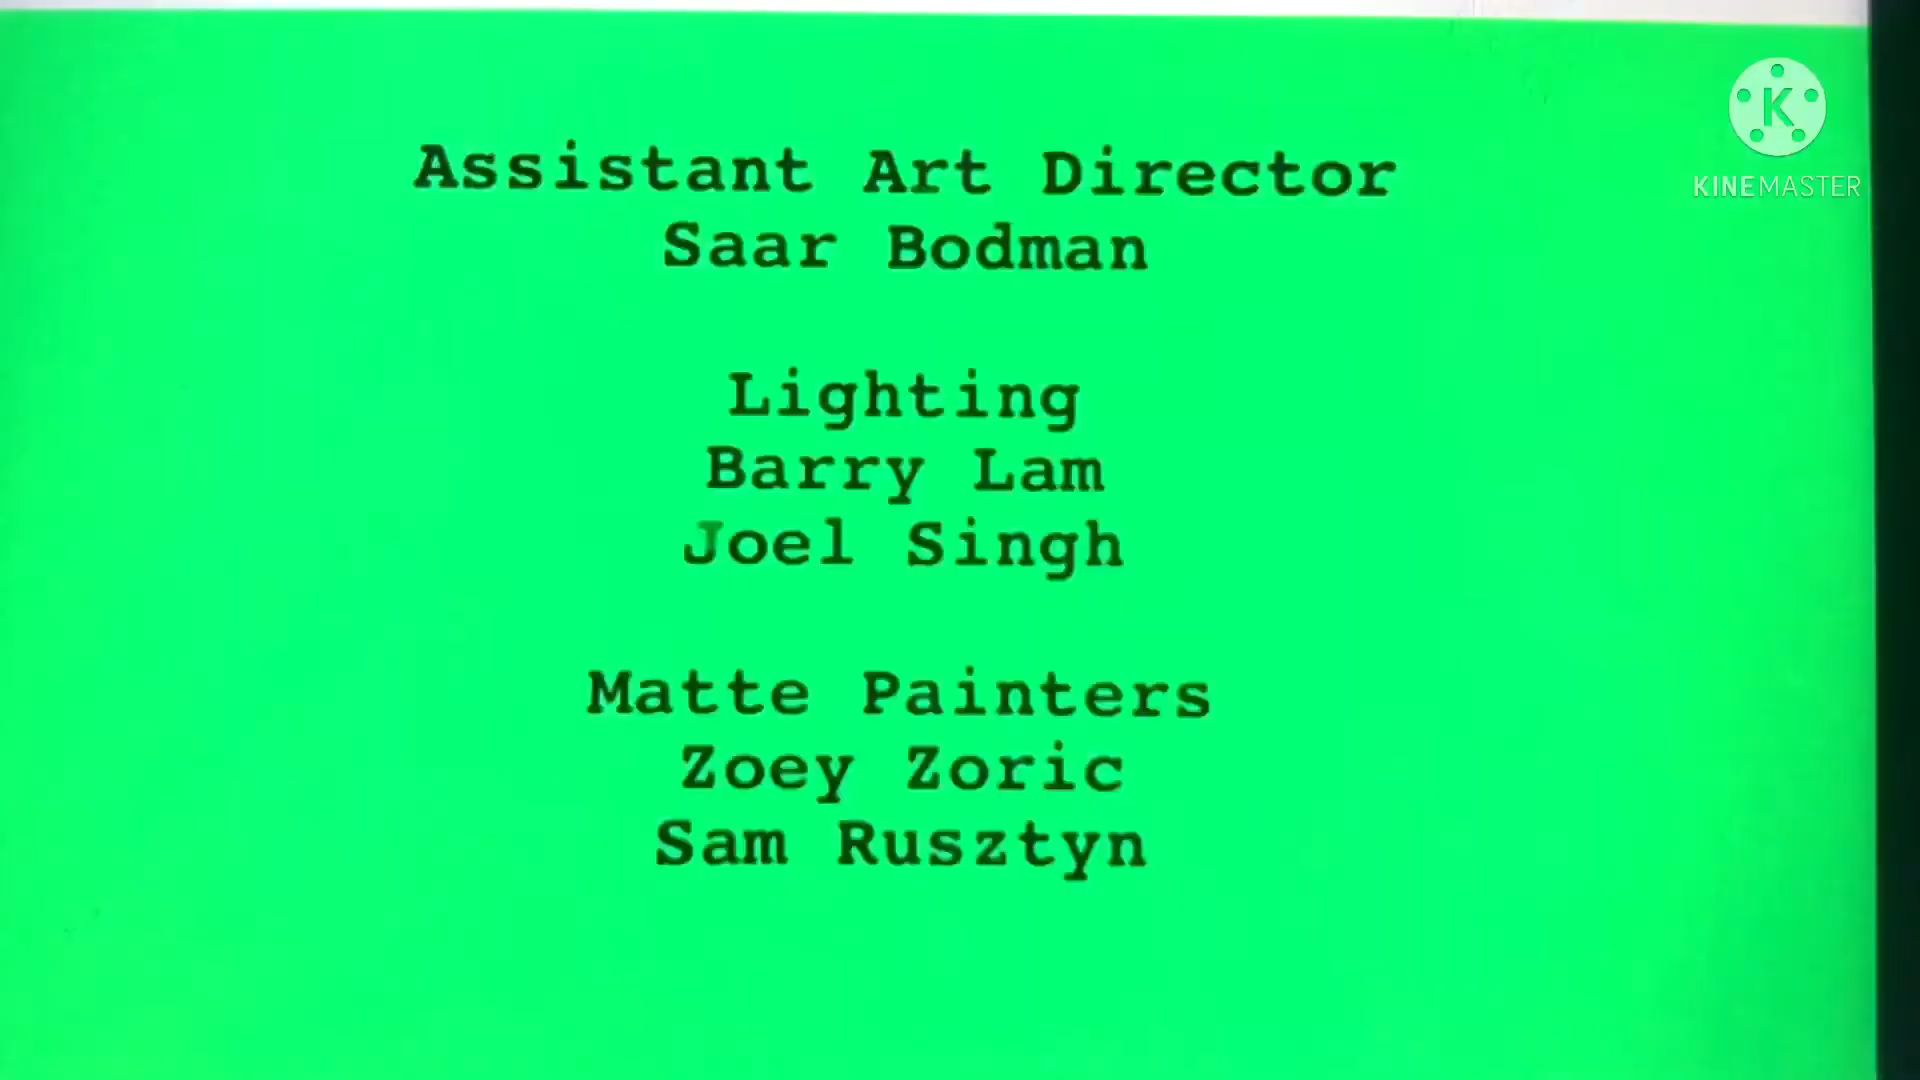 Assistant Art Director
Saar Bodman
Lighting
Barry Lam
Joel Singh
Matte Painters
Zoey Zoric
Sam Rusztyn
K
KINEMASTER